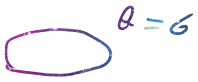 θ = 6